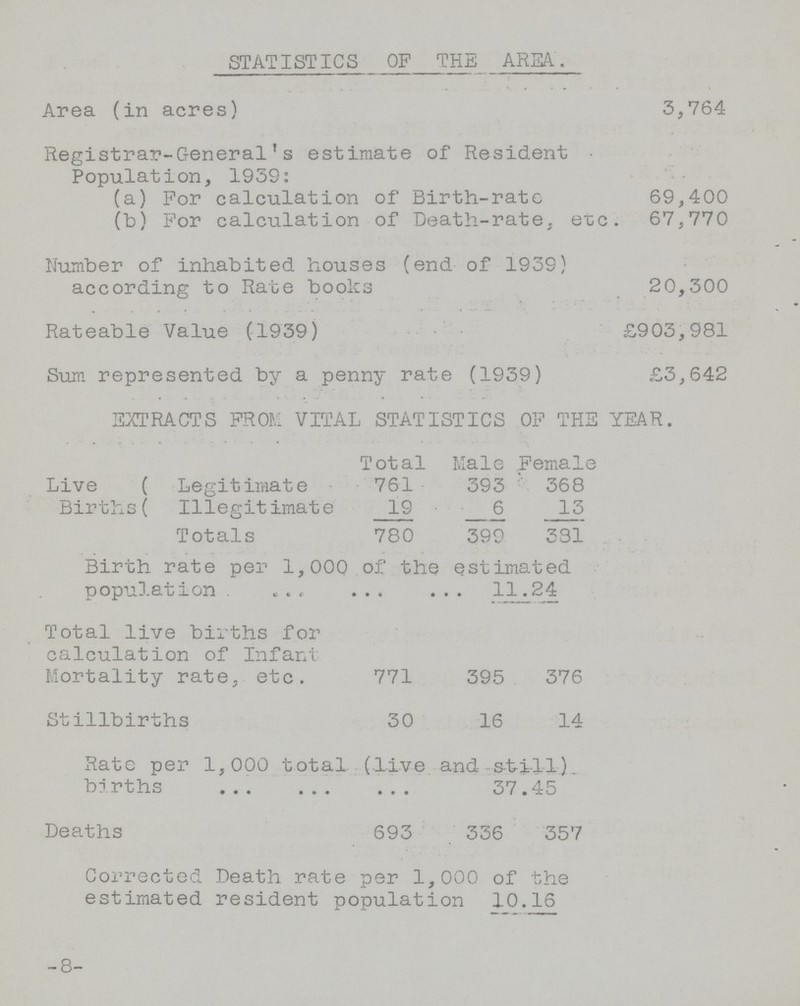 STATISTICS OF THE AREA.
Area (in acres) 3,764
Registrar-General's estimate of Resident
Population, 1939:
(a) For calculation of Birth-rate 69,400
(b) For calculation of Death-rate, etc. 67,770
Number of inhabited houses (end of 1939)
according to Rate books 20,300
Rateable Value (1939) £903,981
Sum represented by a penny rate (1939) £3,642
EXTRACTS FROM VITAL STATISTICS OF THE YEAR.
Total Male Female
Live ( Legitimate 761 393 368
Births( Illegitimate 19 6 13
Totals 780 399 381
Birth rate per 1,000 of the estimated
population ... ... ... 11.24
Total live births for
calculation of Infant
Mortality rate, etc. 771 395 376
Stillbirths 30 16 14
Rate per 1,000 total (live and still)
births ... ... ... 37.45
Deaths 693 336 357
Corrected Death rate per 1,000 of the
estimated resident population 10.16
-8-